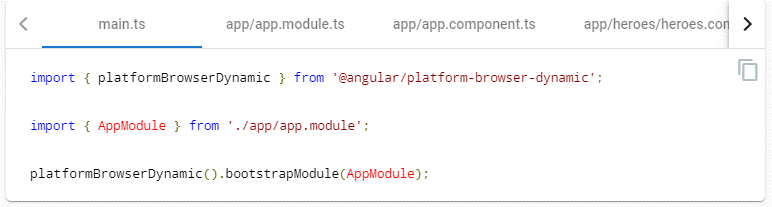 main.ts app/app.module.ts app/app.component.ts app/heroes/heroes.con
import { platformBrowserDynamic } from '@angular/platform-browser-dynamic';
import { AppModule } from './app/app.module';
platformBrowserDynamic().bootstrapModule(AppModule);